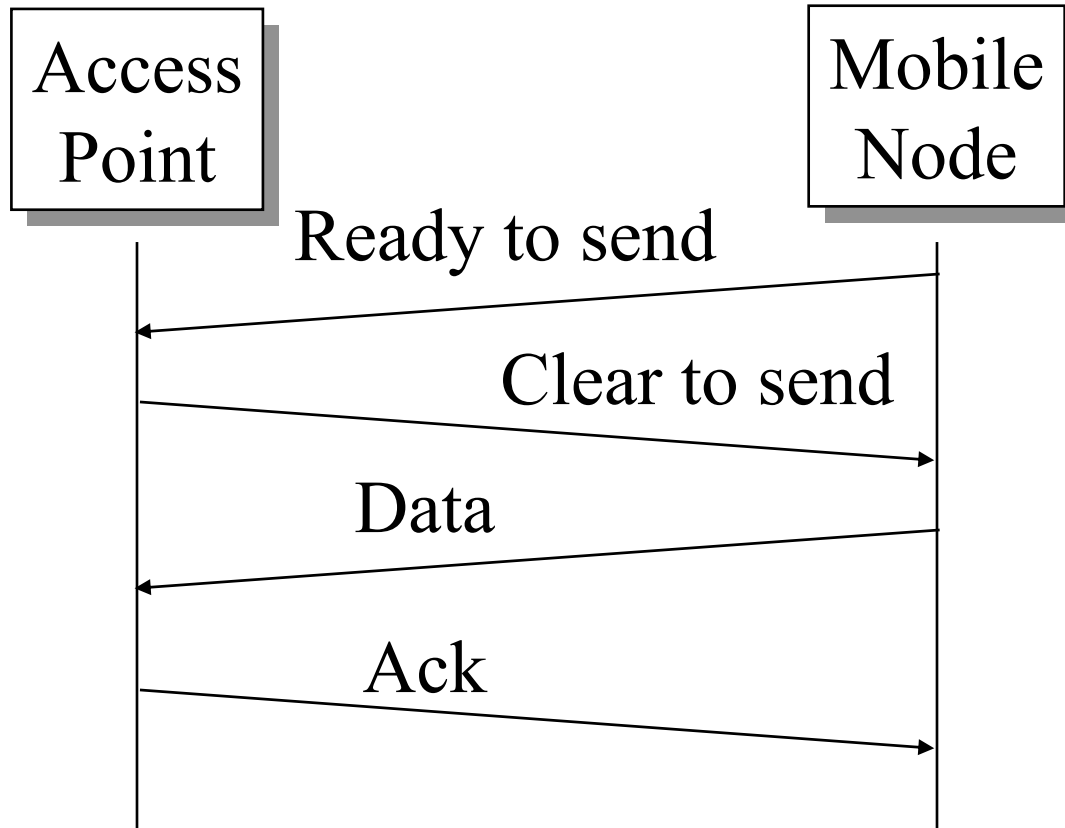 Access
Point
Mobile
Node
Ready to send
Clear to send
Data
Ack